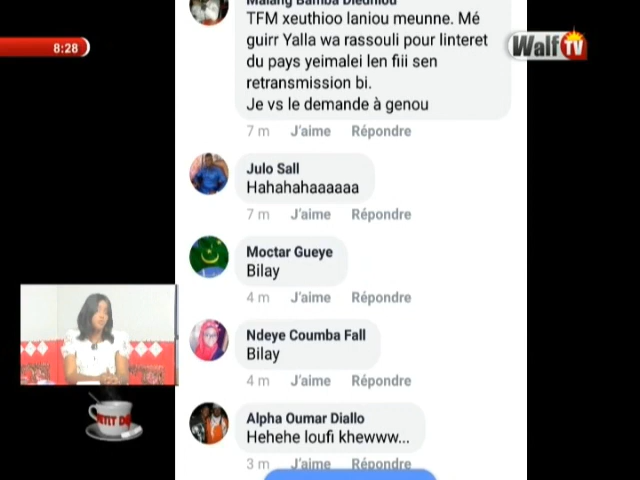 Malang Bamba Diedhiou
TFM xeuthioo laniou meunne. Mé
guirr Yalla wa rassouli pour linteret
du pays yeimalei len fiii sen
retransmission bi.
Je vs le demande à genou
7 m J'aime Répondre
8:28
Walf TV
Julo Sall
Hahahahaaaaaa
7 m J'aime Répondre
Moctar Gueye
Bilay
4 m J'aime Répondre
Ndeye Coumba Fall
Bilay
4 m J'aime Répondre
Alpha Oumar Diallo
Hehehe loufi khewww...
3 m J'aime Répondre